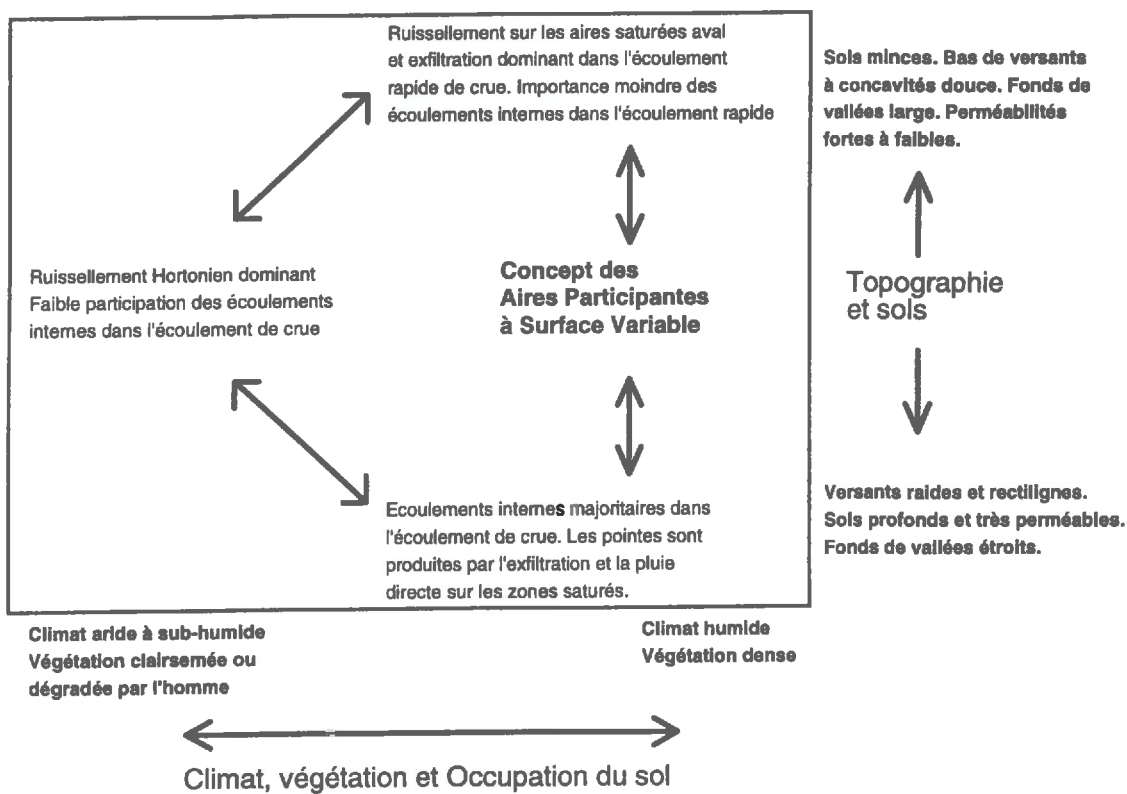 Ruissellement sur les aires saturées aval
et exfiltration dominant dans l'écoulement
rapide de crue. Importance moindre des
écoulements internes dans l'écoulement rapide
Sols minces. Bas de versants
à concavités douce. Fonds de
vallées large. Perméabilités
fortes à faibles.
Ruissellement Hortonien dominant
Faible participation des écoulements
internes dans l'écoulement de crue
Concept des
Aires Participantes
à Surface Variable
Topographie
et sols
Ecoulements internes majoritaires dans
l'écoulement de crue. Les pointes sont
produites par l'exfiltration et la pluie
directe sur les zones saturés.
Versants raides et rectilignes.
Sols profonds et très perméables.
Fonds de vallées étroits.
Climat aride à sub-humide
Végétation clairsemée ou
dégradée par l'homme
Climat humide
Végétation dense
Climat, végétation et Occupation du sol